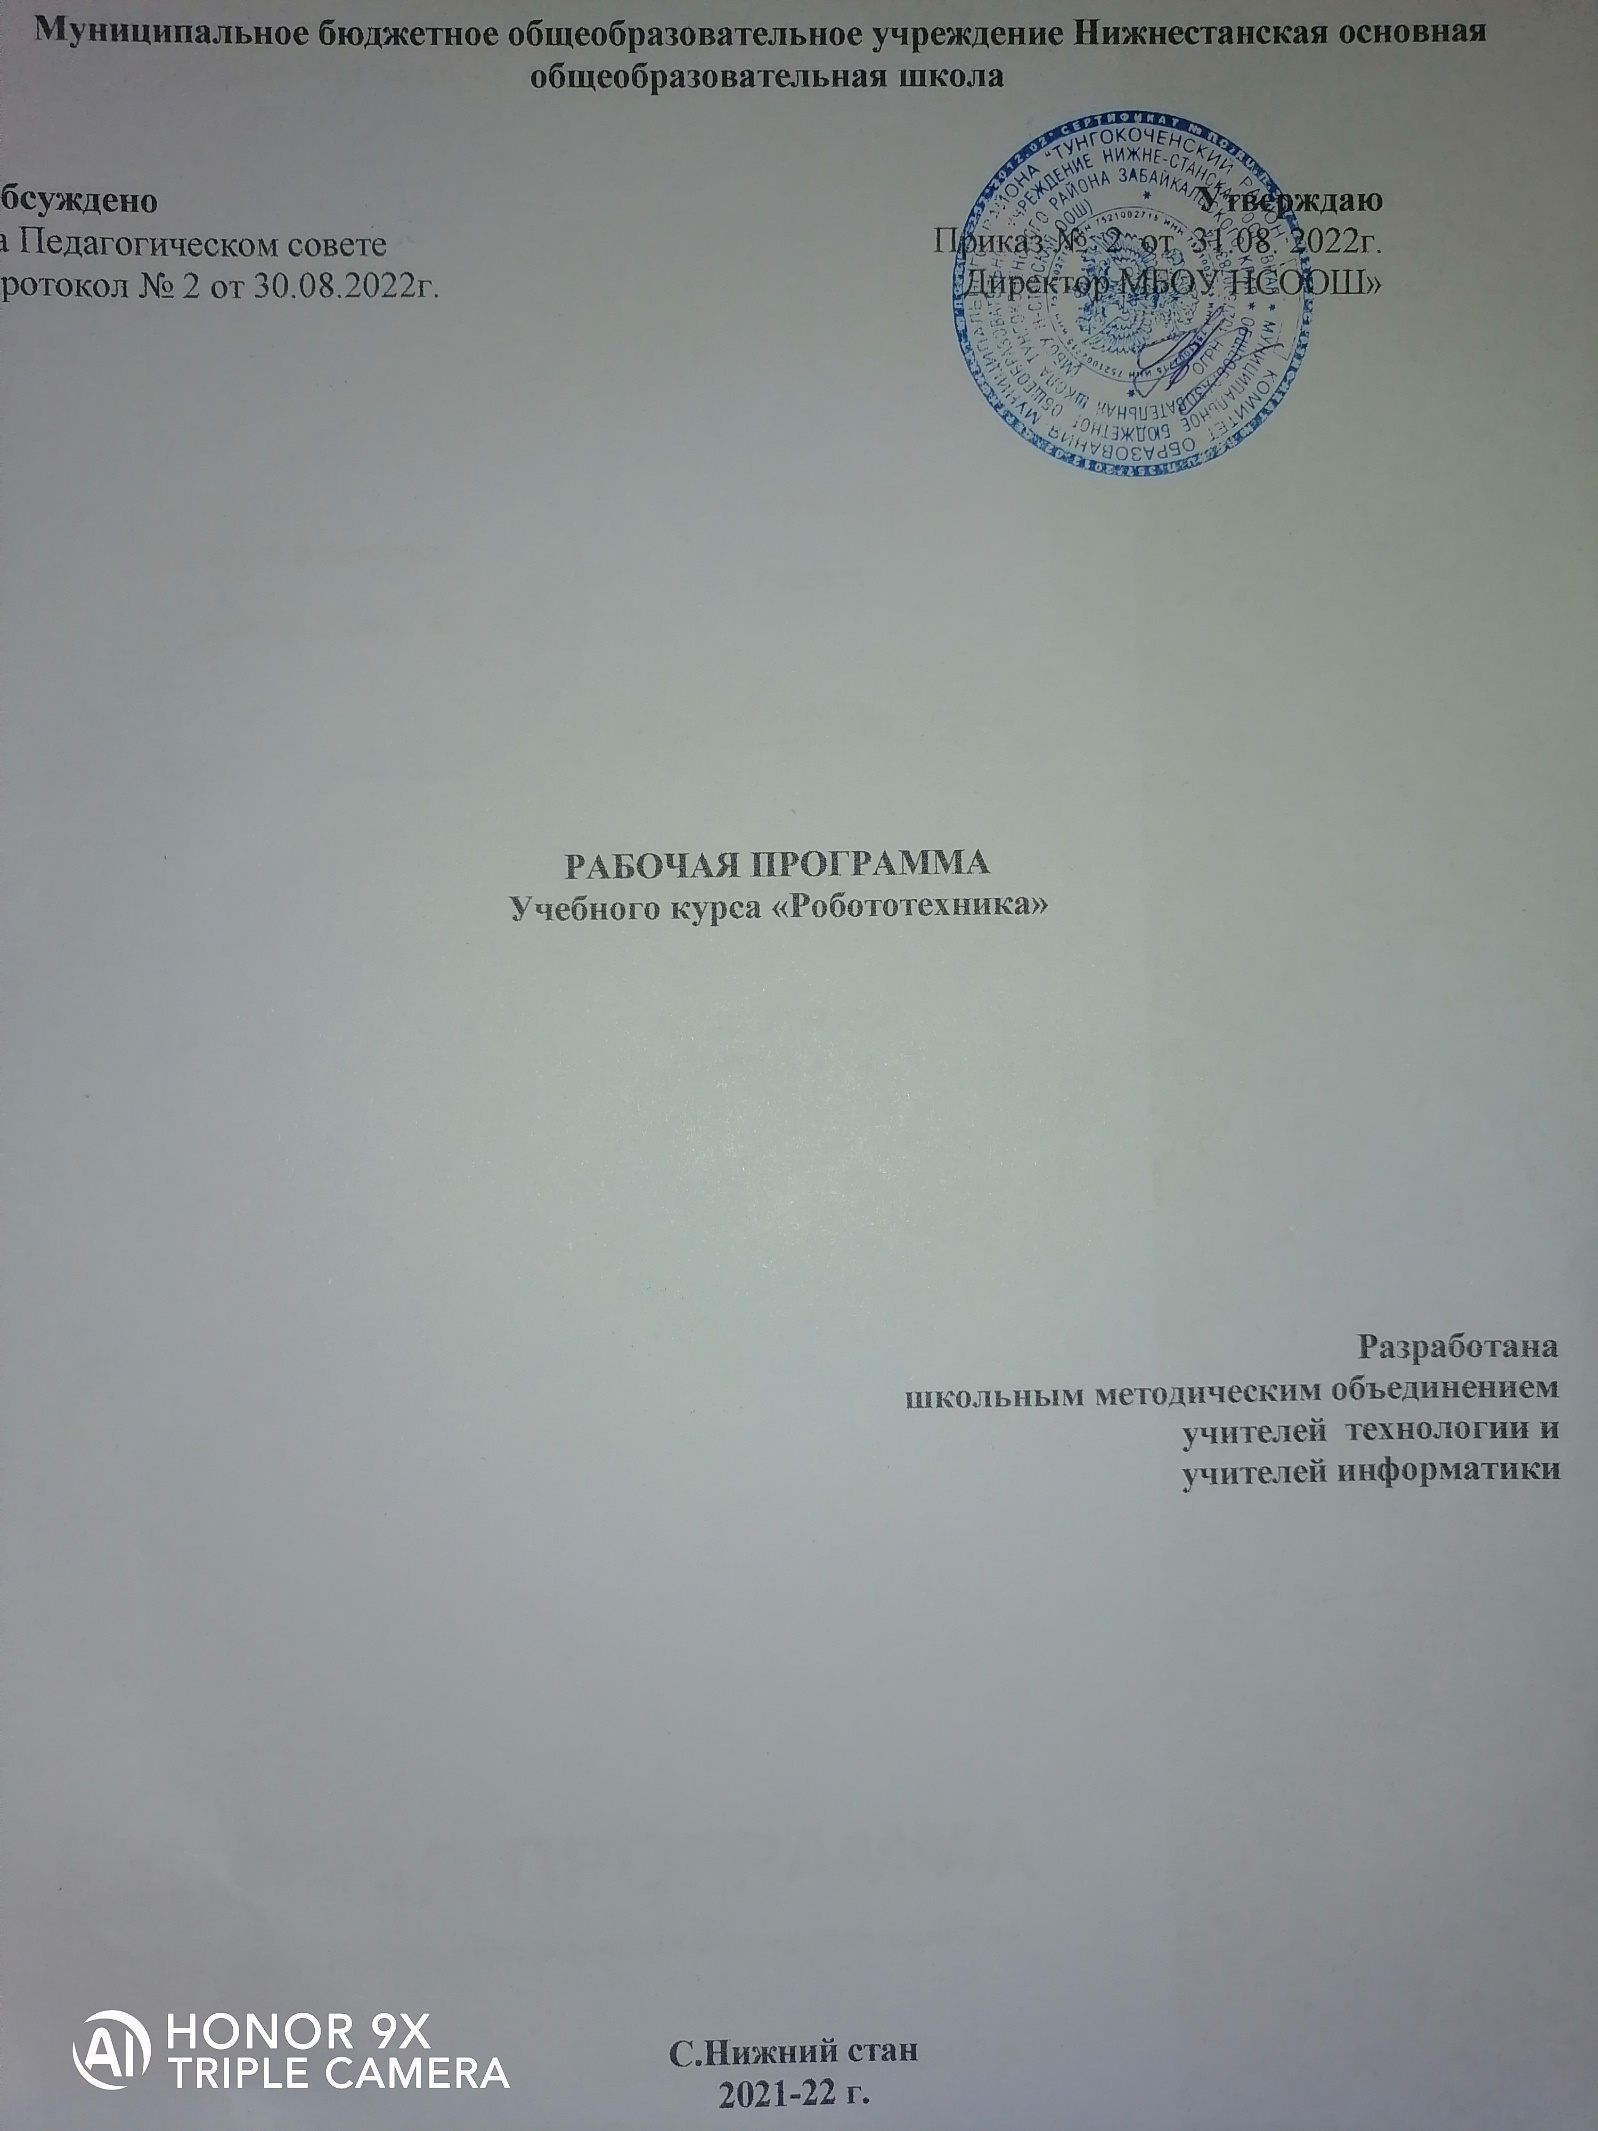 Муниципальное бюджетное общеобразовательное учреждение Нижнестанская основная
общеобразовательная школа
бсуждено
а Педагогическом совете
ротокол № 2 от 30.08.2022г.
Утверждаю
Приказ № 2 от 31.08. 2022г.
Директор МБОУ НСООШ»
РАБОЧАЯ ПРОГРАММА
Учебного курса «Робототехника»
Разработана
школьным методическим объединением
учителей технологии и
учителей информатики
С.Нижний стан
2021-22 г.
HONOR 9X
AI TRIPLE CAMERA